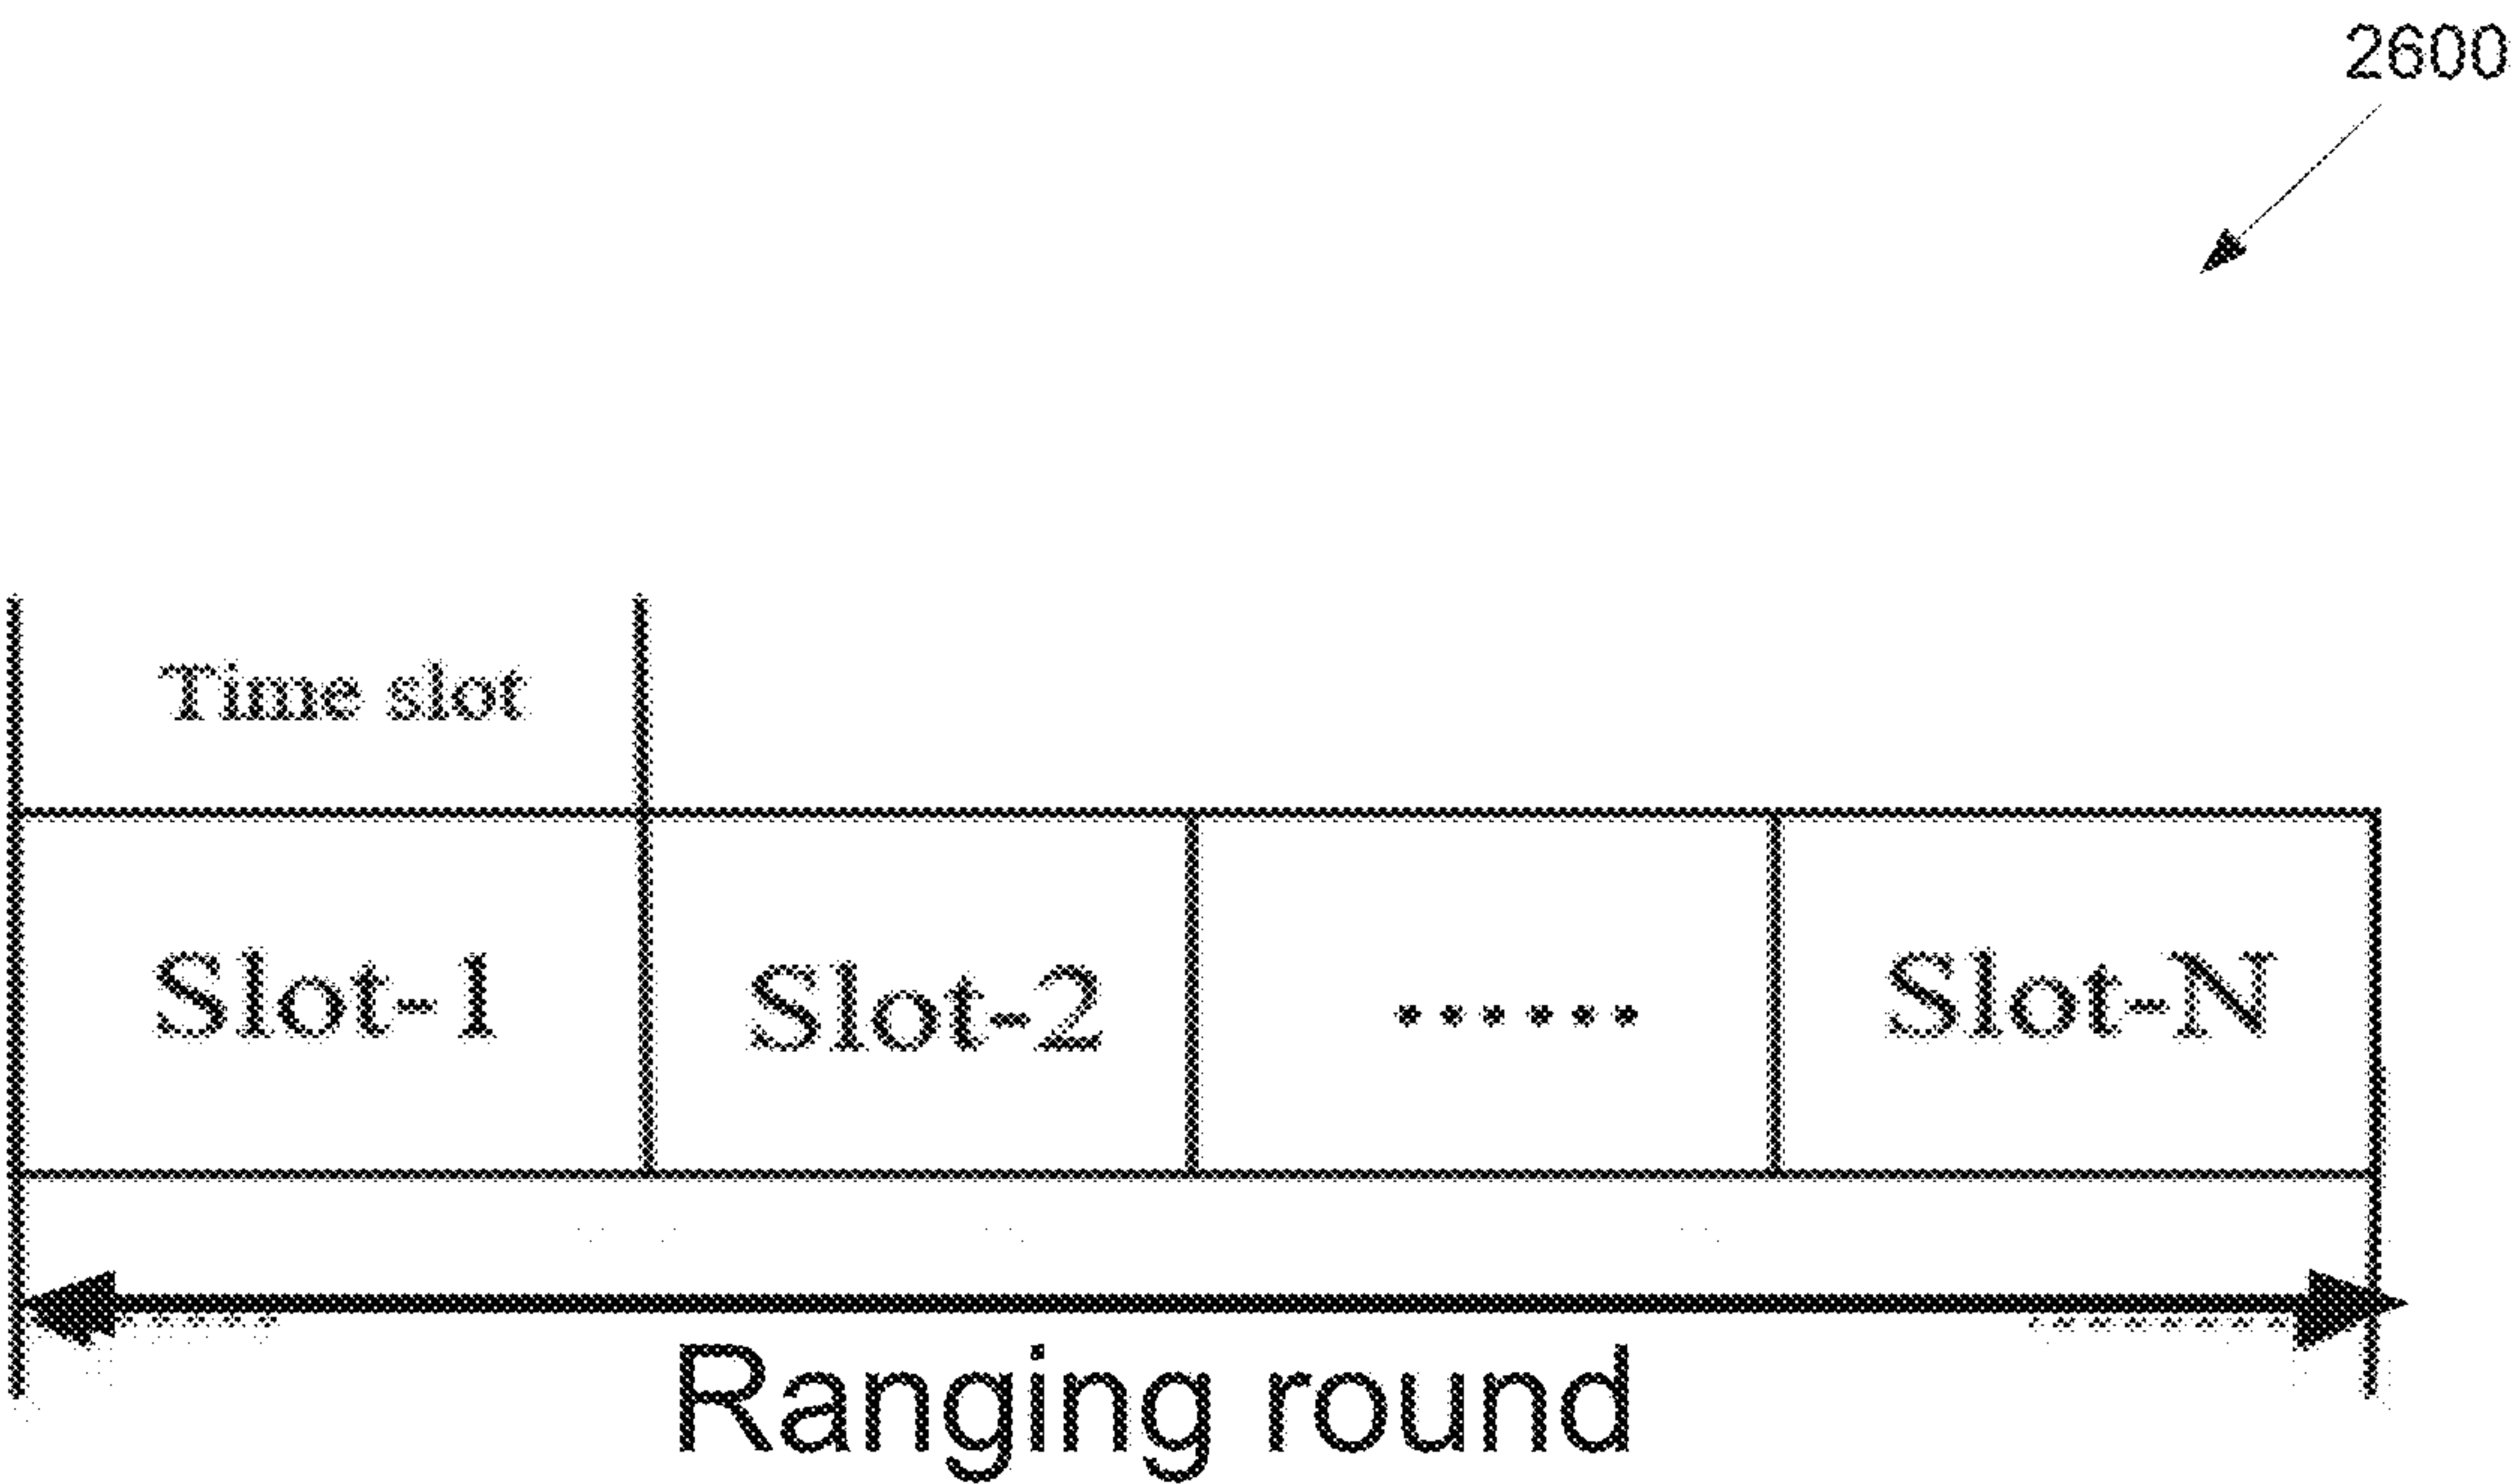 2600
Time slot
Slot-1 Slot-2 ...... Slot-N
Ranging round